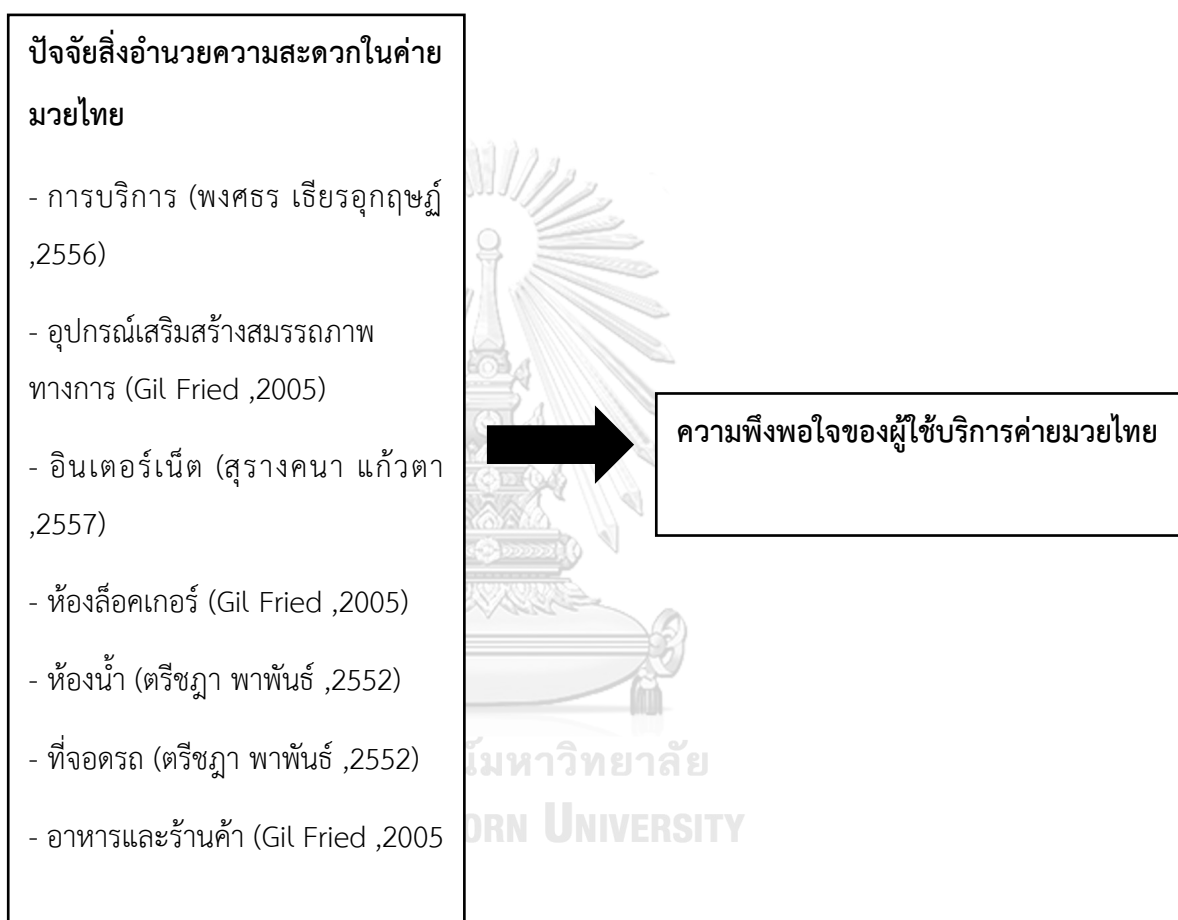 ปัจจัยสิ่งอำนวยความสะดวกในค่าย
มวยไทย
- การบริการ (พงศธร เธียรอุกฤษฏ์
,2556)
- อุปกรณ์เสริมสร้างสมรรถภาพ
ทางการ (Gil Fried ,2005)
- อินเตอร์เน็ต (สุรางคนา แก้วตา
,2557)
- ห้องล็อคเกอร์ (Gil Fried ,2005)
- ห้องน้ำ (ตรีชฎา พาพันธ์ ,2552)
- ที่จอดรถ (ตรีชฎา พาพันธ์ ,2552)
- อาหารและร้านค้า (Gil Fried ,2005
ความพึงพอใจของผู้ใช้บริการค่ายมวยไทย
มหาวิทยาลัย
ORN UNIVERSITY